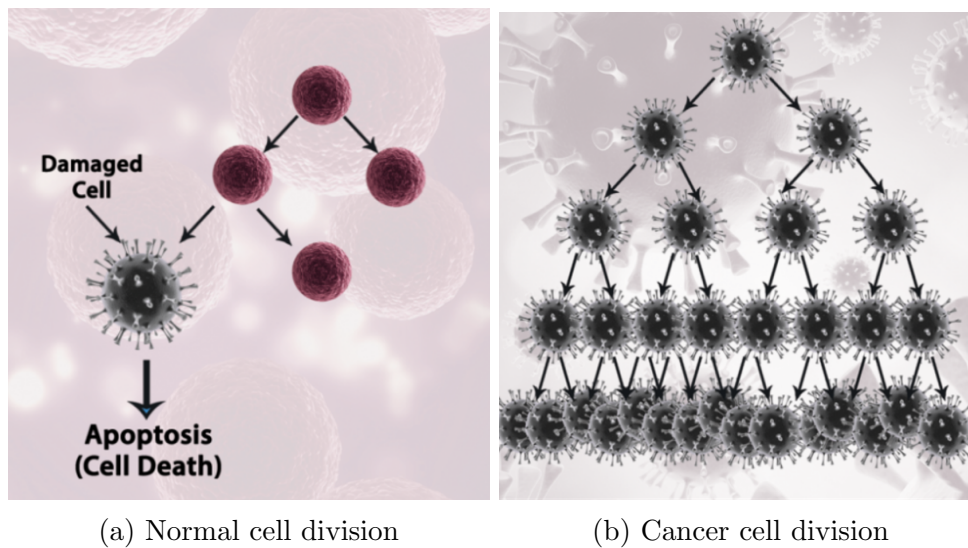 Damaged
Cell
Apoptosis
(Cell Death)
(a) Normal cell division
(b) Cancer cell division